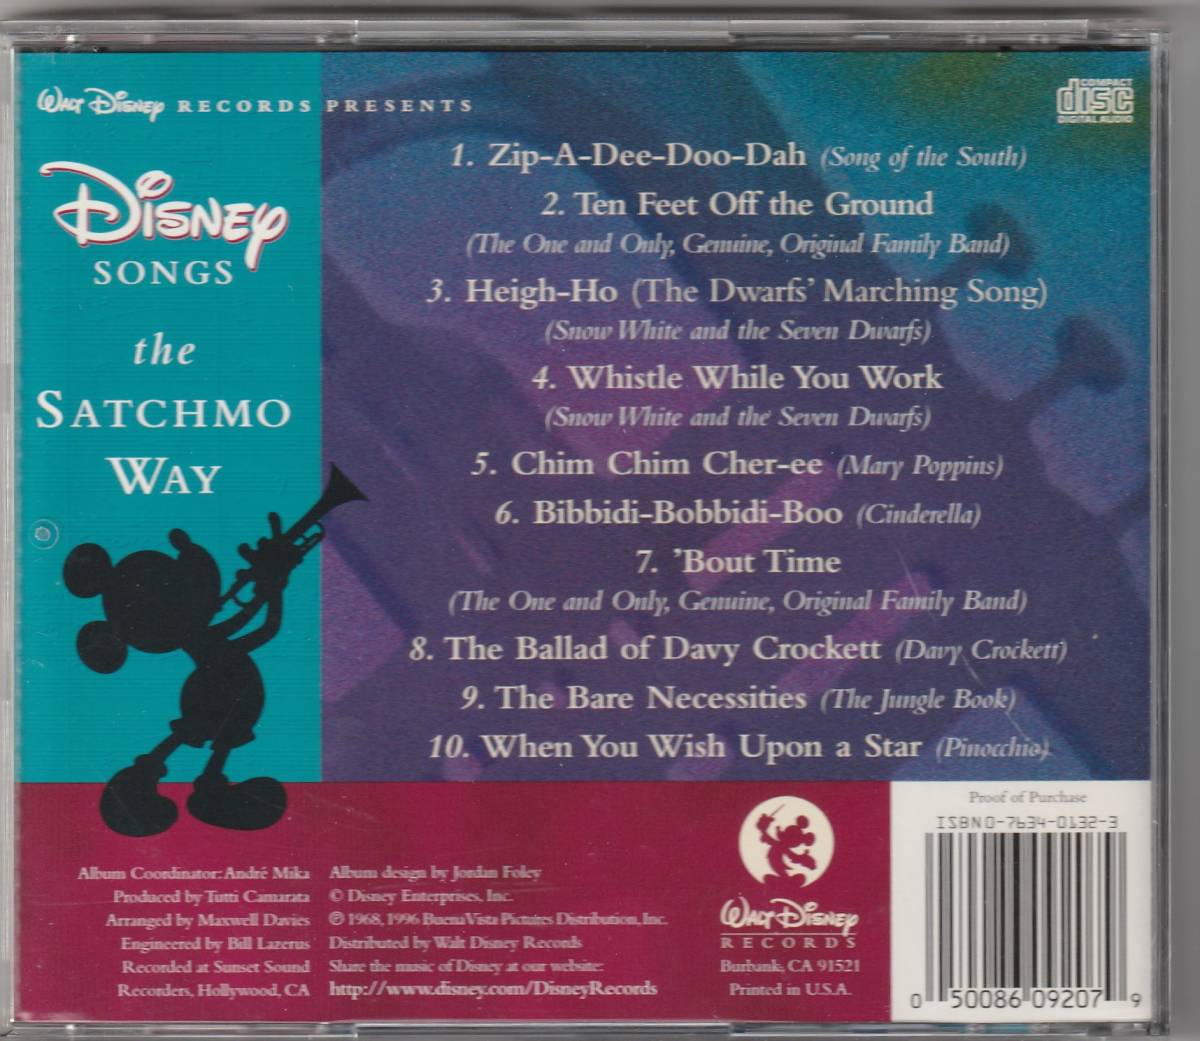 WALT DISNEY RECORDS PRESENTS
COMPACT
disc
DIGITAL AUDIO
DISNEY
SONGS
the
SATCHMO
WAY
1. Zip-A-Dee-Doo-Dah (Song of the South)
2. Ten Feet Off the Ground
(The One and Only, Genuine, Original Family Band)
3. Heigh-Ho (The Dwarfs' Marching Song)
(Snow White and the Seven Dwarfs)
4. Whistle While You Work
(Snow White and the Seven Dwarfs)
5. Chim Chim Cher-ee (Mary Poppins)
6. Bibbidi-Bobbidi-Boo (Cinderella)
7. 'Bout Time
(The One and Only, Genuine, Original Family Band)
8. The Ballad of Davy Crockett (Davy Crockett)
9. The Bare Necessities (The Jungle Book)
10. When You Wish Upon a Star (Pinocchio)
Album Coordinator: André Mika
Produced by Tutti Camarata
Arranged by Maxwell Davies
Engineered by Bill Lazerus
Recorded at Sunset Sound
Recorders, Hollywood, CA
Album design by Jordan Foley
© Disney Enterprises, Inc.
℗ 1968, 1996 Buena Vista Pictures Distribution, Inc.
Distributed by Walt Disney Records
Share the music of Disney at our website:
http://www.disney.com/DisneyRecords
WALT DISNEY
RECORDS
Burbank, CA 91521
Printed in U.S.A.
Proof of Purchase
ISBN 0-7634-0132-3
0 50086 09207 9